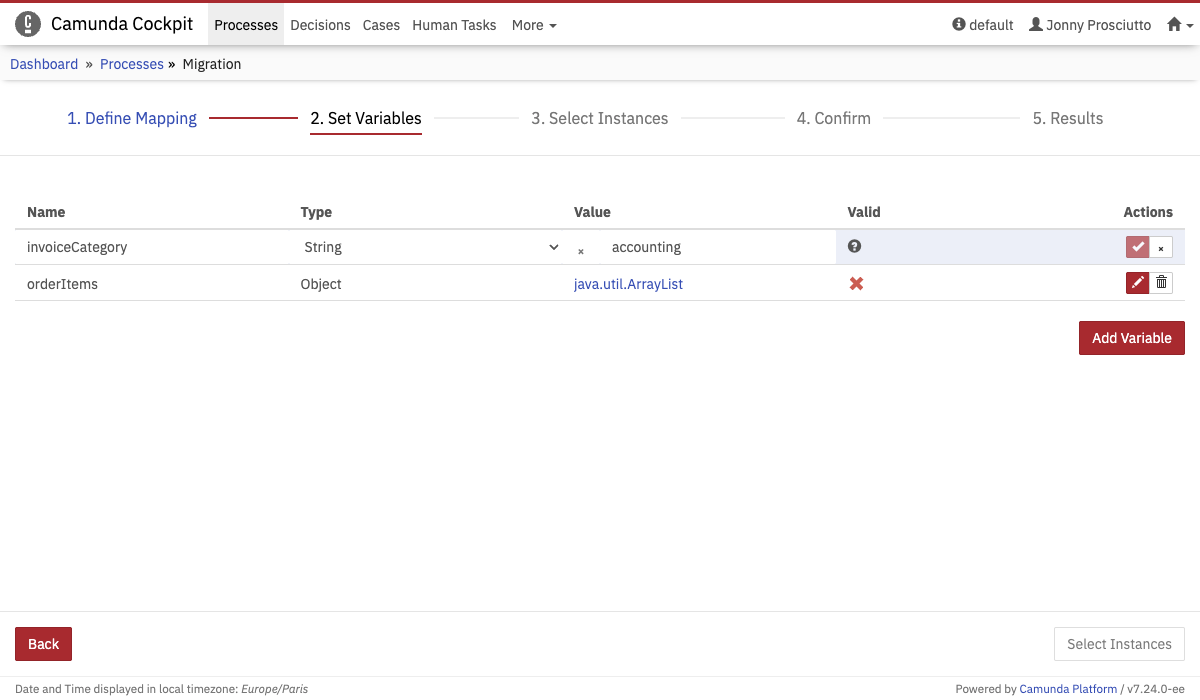 Camunda Cockpit Processes Decisions Cases Human Tasks More default Jonny Prosciutto
Dashboard » Processes » Migration
1. Define Mapping 2. Set Variables 3. Select Instances 4. Confirm 5. Results
Name Type Value Valid Actions
invoiceCategory String × accounting ×
orderItems Object java.util.ArrayList
Add Variable
Back Select Instances
Date and Time displayed in local timezone: Europe/Paris Powered by Camunda Platform / v7.24.0-ee